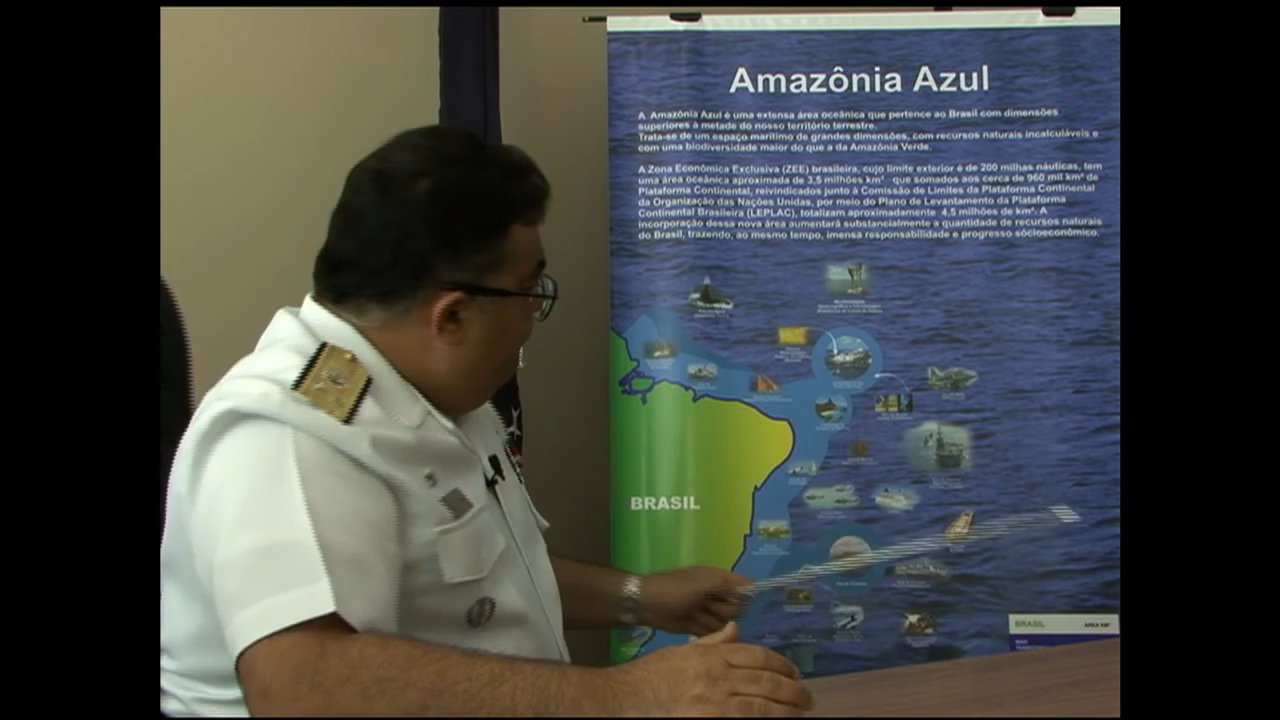 Amazônia Azul
A Amazônia Azul é uma extensa área oceânica que pertence ao Brasil com dimensões
superiores à metade do nosso território terrestre.
Trata-se de um espaço marítimo de grandes dimensões, com recursos naturais incalculáveis e
com uma biodiversidade maior do que a da Amazônia Verde.
A Zona Econômica Exclusiva (ZEE) brasileira, cujo limite exterior é de 200 milhas náuticas, tem
uma área oceânica aproximada de 3,5 milhões km² que somados aos cerca de 960 mil km² de
Plataforma Continental, reivindicados junto à Comissão de Limites da Plataforma Continental
da Organização das Nações Unidas, por meio do Plano de Levantamento da Plataforma
Continental Brasileira (LEPLAC), totalizam aproximadamente 4,5 milhões de km². A
incorporação dessa nova área aumentará substancialmente a quantidade de recursos naturais
do Brasil, trazendo, ao mesmo tempo, imensa responsabilidade e progresso sócioeconômico.
BRASIL
BRASIL